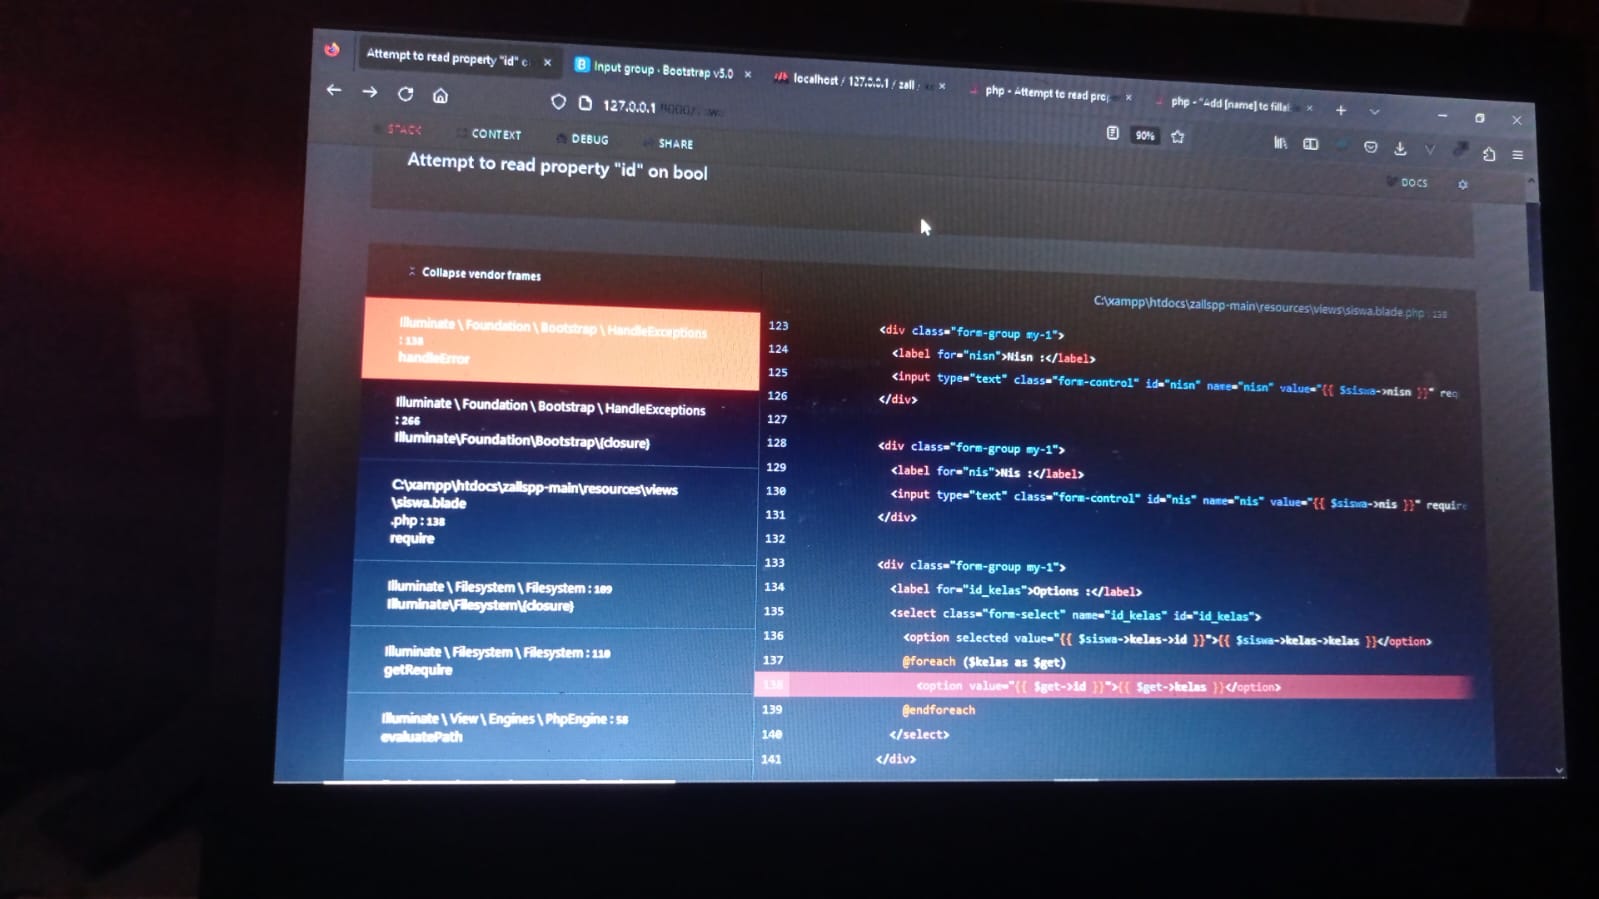 Attempt to read property "id" o
Input group · Bootstrap v5.0
localhost / 127.0.0.1 / zall
php - Attempt to read prop
php - "Add [name] to filla
127.0.0.1
90%
STACK
CONTEXT
DEBUG
SHARE
DOCS
Attempt to read property "id" on bool
Collapse vendor frames
Illuminate \ Foundation \ Bootstrap \ HandleExceptions
: 138
handleError
Illuminate \ Foundation \ Bootstrap \ HandleExceptions
: 266
Illuminate\Foundation\Bootstrap\{closure}
C:\xampp\htdocs\zallspp-main\resources\views
\siswa.blade
.php : 138
require
Illuminate \ Filesystem \ Filesystem : 109
Illuminate\Filesystem\{closure}
Illuminate \ Filesystem \ Filesystem : 110
getRequire
Illuminate \ View \ Engines \ PhpEngine : 58
evaluatePath
C:\xampp\htdocs\zallspp-main\resources\views\siswa.blade.php : 138
123 <div class="form-group my-1">
124 <label for="nisn">Nisn :</label>
125 <input type="text" class="form-control" id="nisn" name="nisn" value="{{ $siswa->nisn }}" req
126 </div>
127
128 <div class="form-group my-1">
129 <label for="nis">Nis :</label>
130 <input type="text" class="form-control" id="nis" name="nis" value="{{ $siswa->nis }}" require
131 </div>
132
133 <div class="form-group my-1">
134 <label for="id_kelas">Options :</label>
135 <select class="form-select" name="id_kelas" id="id_kelas">
136 <option selected value="{{ $siswa->kelas->id }}">{{ $siswa->kelas->kelas }}</option>
137 @foreach ($kelas as $get)
138 <option value="{{ $get->id }}">{{ $get->kelas }}</option>
139 @endforeach
140 </select>
141 </div>